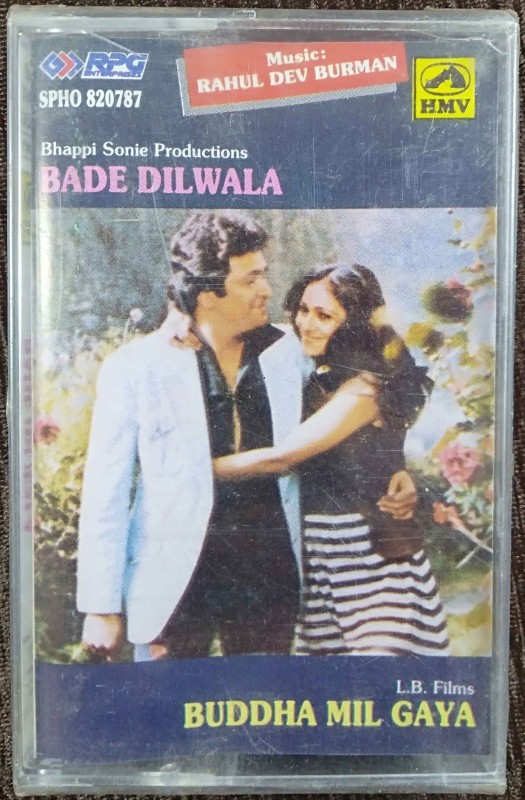 RPG
ENTERPRISES
SPHO 820787
Music:
RAHUL DEV BURMAN
HMV
Bhappi Sonie Productions
BADE DILWALA
L.B. Films
BUDDHA MIL GAYA